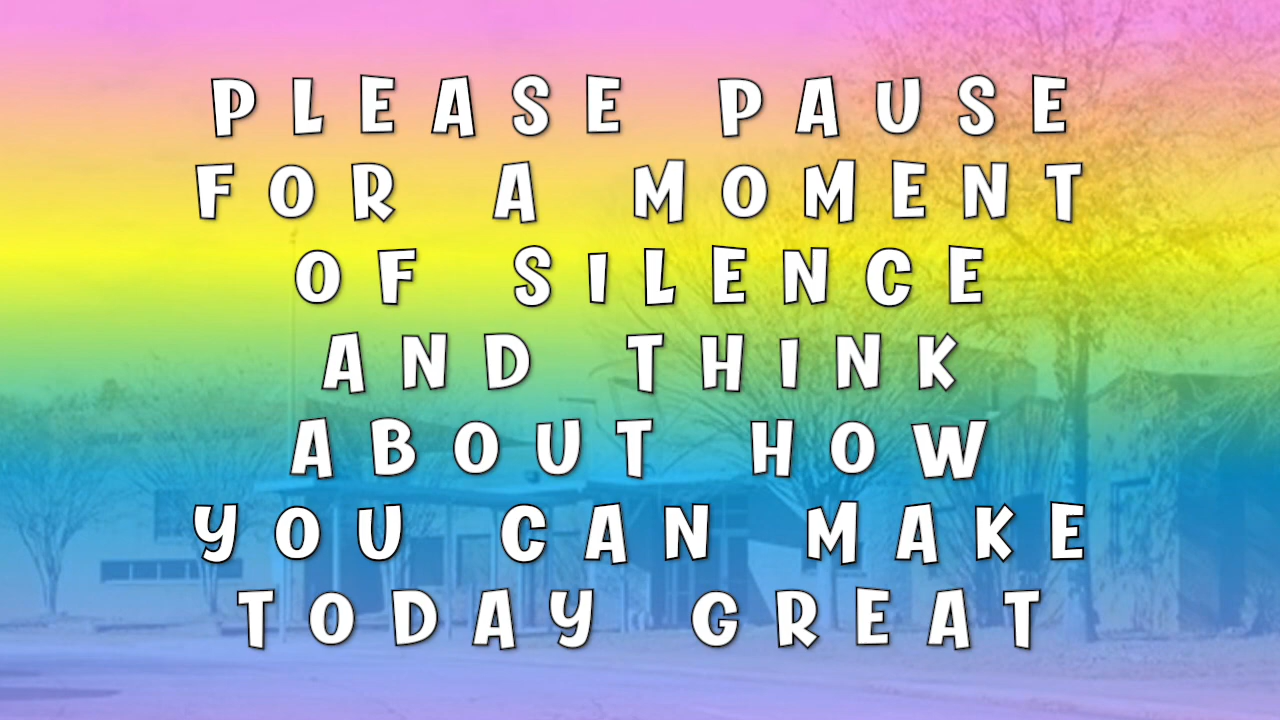 PLEASE PAUSE
FOR A MOMENT
OF SILENCE
AND THINK
ABOUT HOW
YOU CAN MAKE
TODAY GREAT